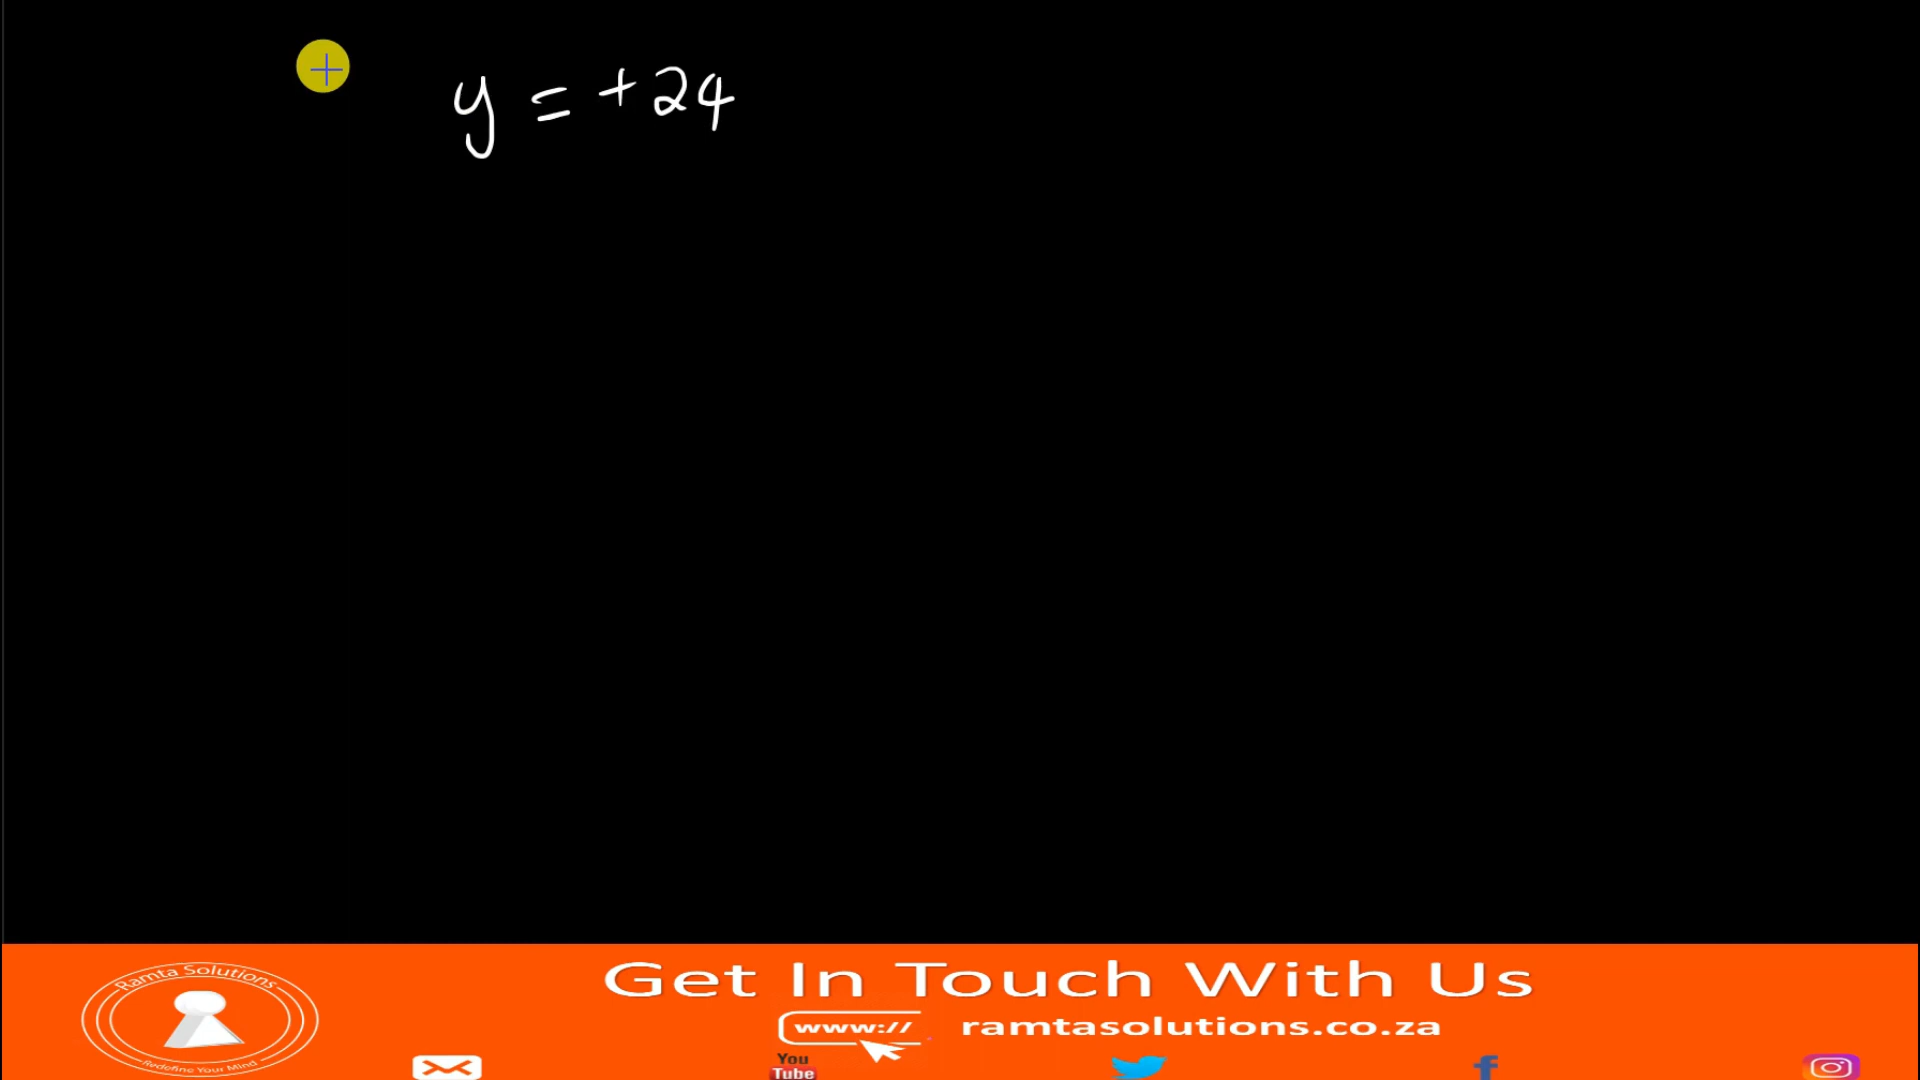 y = +24
Get In Touch With Us
www:// ramtasolutions.co.za
Ramta Solutions
Redefine Your Mind
You
Tube